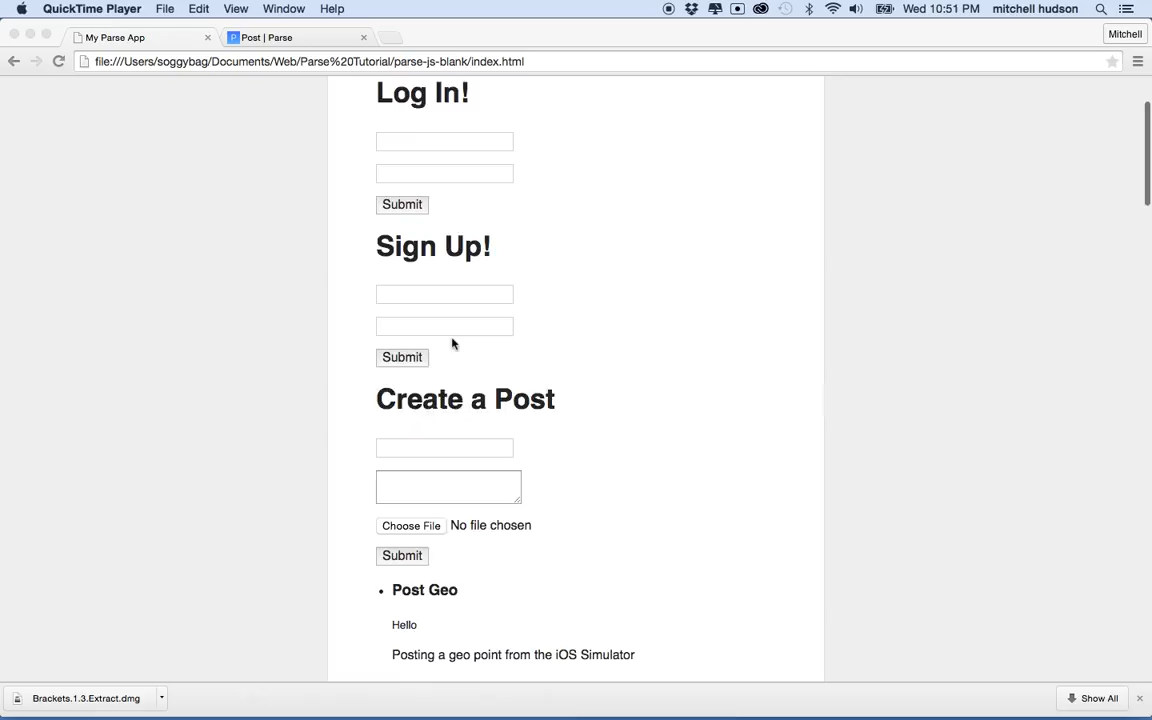 QuickTime Player File Edit View Window Help Wed 10:51 PM mitchell hudson
My Parse App Post | Parse Mitchell
file:///Users/soggybag/Documents/Web/Parse%20Tutorial/parse-js-blank/index.html
Log In!
Submit
Sign Up!
Submit
Create a Post
Choose File No file chosen
Submit
• Post Geo
Hello
Posting a geo point from the iOS Simulator
Brackets.1.3.Extract.dmg Show All